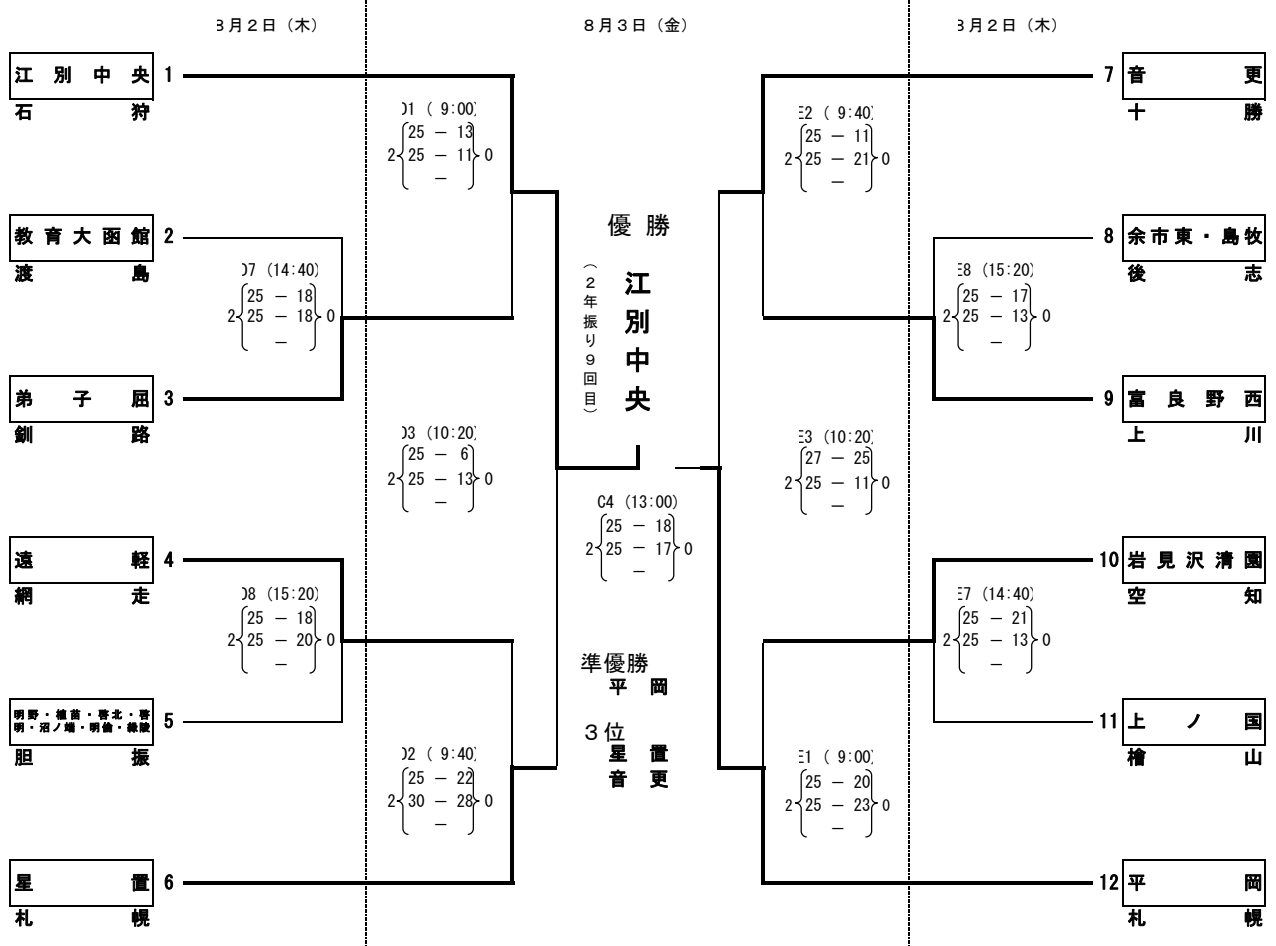 8月2日（木）
8月3日（金）
8月2日（木）
江別中央 1
石狩
D1 ( 9:00)
25 － 13
2 25 － 11 0
－
教育大函館 2
渡島
D7 (14:40)
25 － 18
2 25 － 18 0
－
弟子屈 3
釧路
D3 (10:20)
25 － 6
2 25 － 13 0
－
遠軽 4
網走
D8 (15:20)
25 － 18
2 25 － 20 0
－
明野・植苗・啓北・啓
明・沼ノ端・明倫・緑陵
5
胆振
D2 ( 9:40)
25 － 22
2 30 － 28 0
－
星置 6
札幌
優勝
江別中央
（２年振り９回目）
C4 (13:00)
25 － 18
2 25 － 17 0
－
準優勝
平岡
３位
星置
音更
7 音更
十勝
E2 ( 9:40)
25 － 11
2 25 － 21 0
－
8 余市東・島牧
後志
E8 (15:20)
25 － 17
2 25 － 13 0
－
9 富良野西
上川
E3 (10:20)
27 － 25
2 25 － 11 0
－
10 岩見沢清園
空知
E7 (14:40)
25 － 21
2 25 － 13 0
－
11 上ノ国
檜山
E1 ( 9:00)
25 － 20
2 25 － 23 0
－
12 平岡
札幌